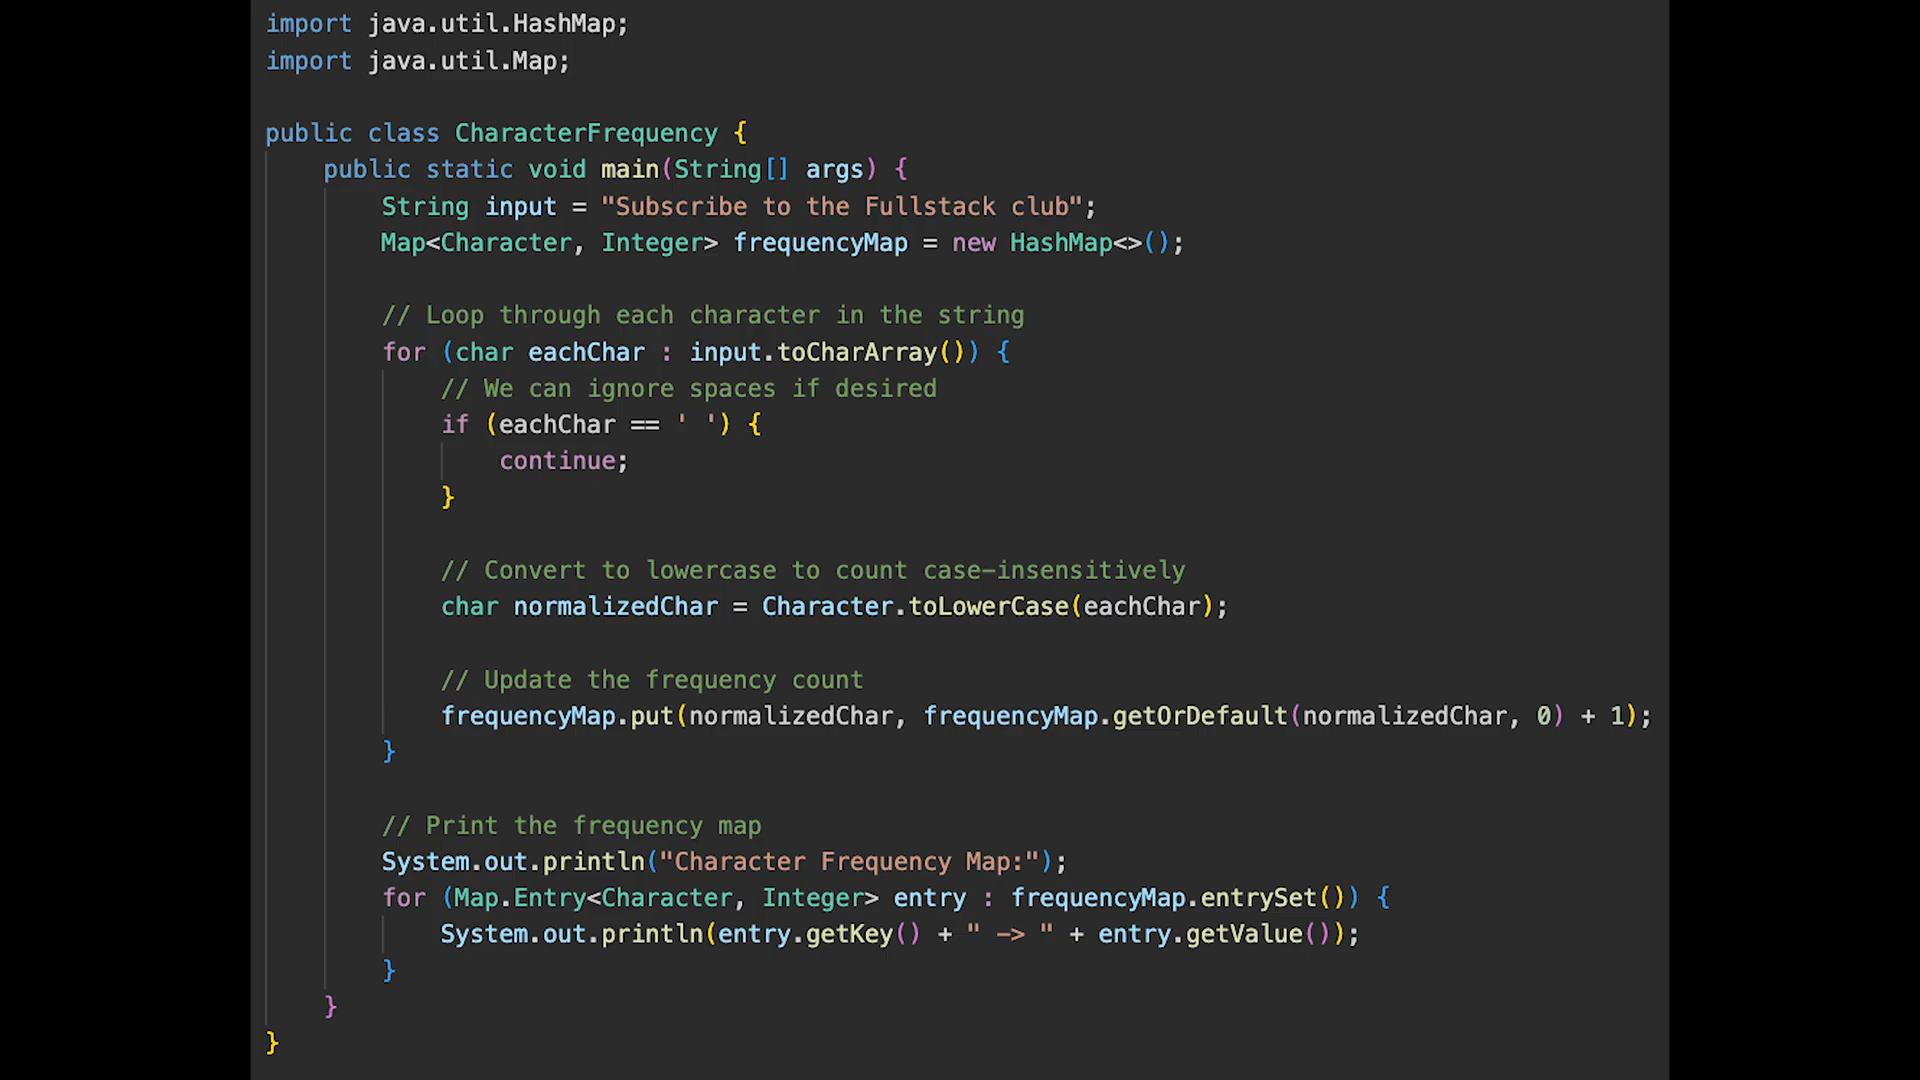 import java.util.HashMap;
import java.util.Map;
public class CharacterFrequency {
public static void main(String[] args) {
String input = "Subscribe to the Fullstack club";
Map<Character, Integer> frequencyMap = new HashMap<>();
// Loop through each character in the string
for (char eachChar : input.toCharArray()) {
// We can ignore spaces if desired
if (eachChar == ' ') {
continue;
}
// Convert to lowercase to count case-insensitively
char normalizedChar = Character.toLowerCase(eachChar);
// Update the frequency count
frequencyMap.put(normalizedChar, frequencyMap.getOrDefault(normalizedChar, 0) + 1);
}
// Print the frequency map
System.out.println("Character Frequency Map:");
for (Map.Entry<Character, Integer> entry : frequencyMap.entrySet()) {
System.out.println(entry.getKey() + " -> " + entry.getValue());
}
}
}